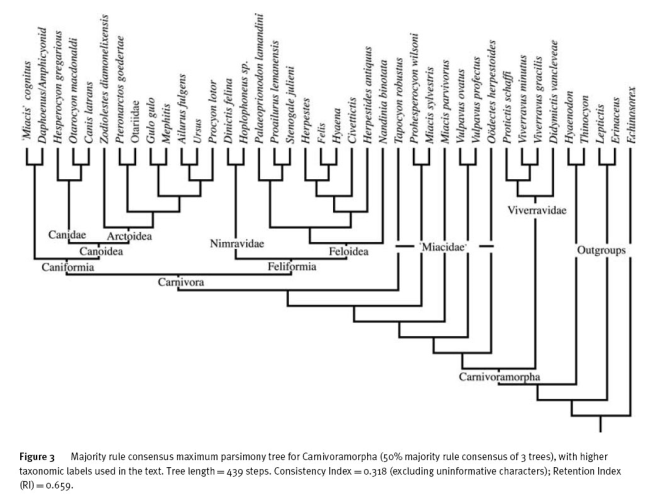 'Miacis' cognitus
Daphoenus/Amphicyonid
Hesperocyon gregarious
Otarocyon macdonaldi
Canis latrans
Zodiolestes diamonelisensis
Pteronarctos goedertae
Otariidae
Gulo gulo
Mephitis
Ailurus fulgens
Ursus
Procyon lotor
Dinictis felina
Hoplophoneus sp.
Palaeoprionodon lamandini
Proailurus lemanensis
Stenogale julieni
Herpestes
Felis
Hyaena
Civettictis
Herpestides antiquus
Nandinia binotata
Tapocyon robustus
Prohesperocyon wilsoni
Miacis sylvestris
Miacis parvivorus
Vulpavus ovatus
Vulpavus profectus
Oödectes herpestoides
Protictis schaffi
Viverravus minutus
Viverravus gracilis
Didymictis vancleveae
Hyaenodon
Thinocyon
Leptictis
Erinaceus
Echinosorex
Canidae
Arctoidea
Canoidea
Caniformia
Nimravidae
Feloidea
Feliformia
Carnivora
'Miacidae'
Viverravidae
Outgroups
Carnivoramorpha
Figure 3 Majority rule consensus maximum parsimony tree for Carnivoramorpha (50% majority rule consensus of 3 trees), with higher
taxonomic labels used in the text. Tree length = 439 steps. Consistency Index = 0.318 (excluding uninformative characters); Retention Index
(RI) = 0.659.